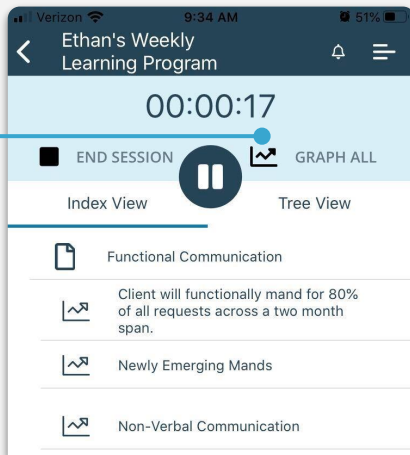 Verizon 9:34 AM 51%
Ethan's Weekly
Learning Program
00:00:17
END SESSION GRAPH ALL
Index View Tree View
Functional Communication
Client will functionally mand for 80%
of all requests across a two month
span.
Newly Emerging Mands
Non-Verbal Communication